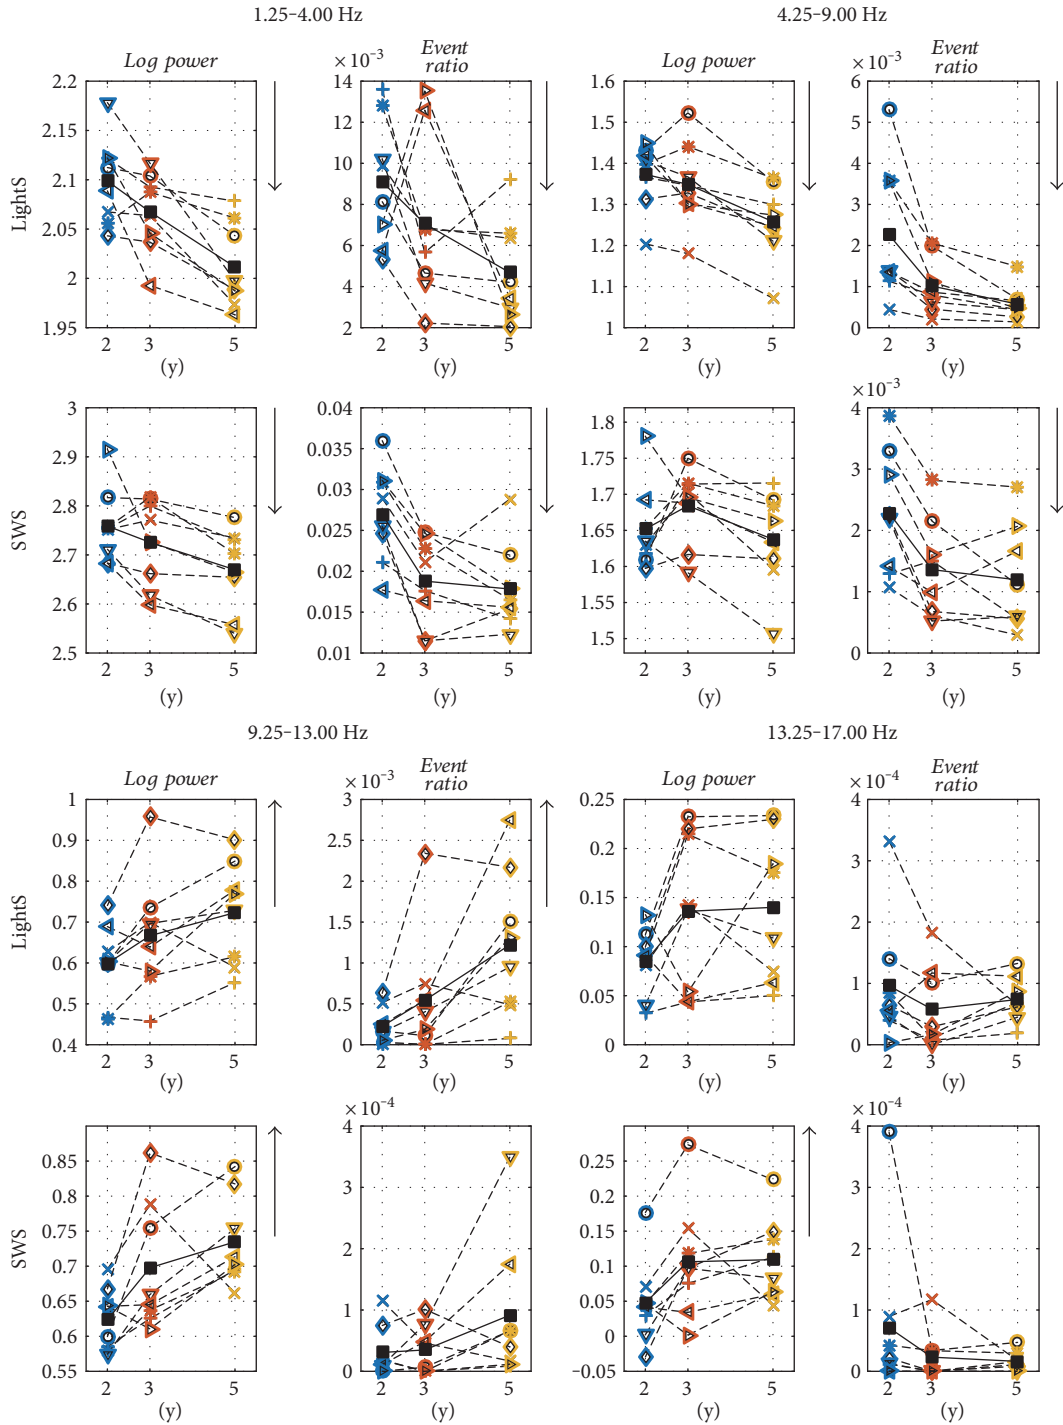 1.25–4.00 Hz 4.25–9.00 Hz
Log power Event ratio Log power Event ratio
× 10⁻³ × 10⁻³
LightS
2.2 14 1.6 6
2.15 12 1.5 5
2.1 10 1.4 4
2.05 8 1.3 3
2 6 1.2 2
1.95 4 1.1 1
2 1 0
2 3 5 2 3 5 2 3 5 2 3 5
(y) (y) (y) (y)
× 10⁻³
SWS
3 0.04 1.8 4
2.9 0.035 1.75 3
2.8 0.03 1.7 2
2.7 0.025 1.65 1
2.6 0.02 1.6 0
2.5 0.015 1.55
0.01 1.5
2 3 5 2 3 5 2 3 5 2 3 5
(y) (y) (y) (y)
9.25–13.00 Hz 13.25–17.00 Hz
Log power Event ratio Log power Event ratio
× 10⁻³ × 10⁻⁴
LightS
1 3 0.25 4
0.9 2.5 0.2 3
0.8 2 0.15 2
0.7 1.5 0.1 1
0.6 1 0.05 0
0.5 0.5 0
0.4 0
2 3 5 2 3 5 2 3 5 2 3 5
(y) (y) (y) (y)
× 10⁻⁴ × 10⁻⁴
SWS
0.85 4 0.25 4
0.8 3 0.2 3
0.75 2 0.15 2
0.7 1 0.1 1
0.65 0 0.05 0
0.6 0
0.55 −0.05
2 3 5 2 3 5 2 3 5 2 3 5
(y) (y) (y) (y)